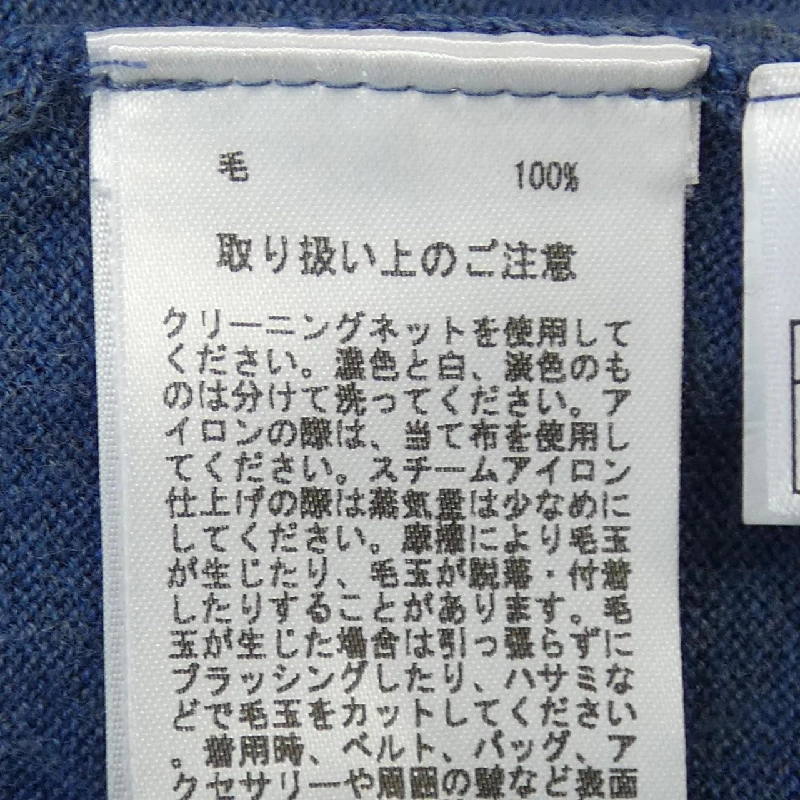 毛 100%
取り扱い上のご注意
クリーニングネットを使用して
ください。濃色と白、淡色のも
のは分けて洗ってください。ア
イロンの際は、当て布を使用し
てください。スチームアイロン
仕上げの際は蒸気量は少なめに
してください。摩擦により毛玉
が生じたり、毛玉が脱落・付着
したりすることがあります。毛
玉が生じた場合は引っ張らずに
ブラッシングしたり、ハサミな
どで毛玉をカットしてください
。着用時、ベルト、バッグ、ア
クセサリーや周囲の壁など表面